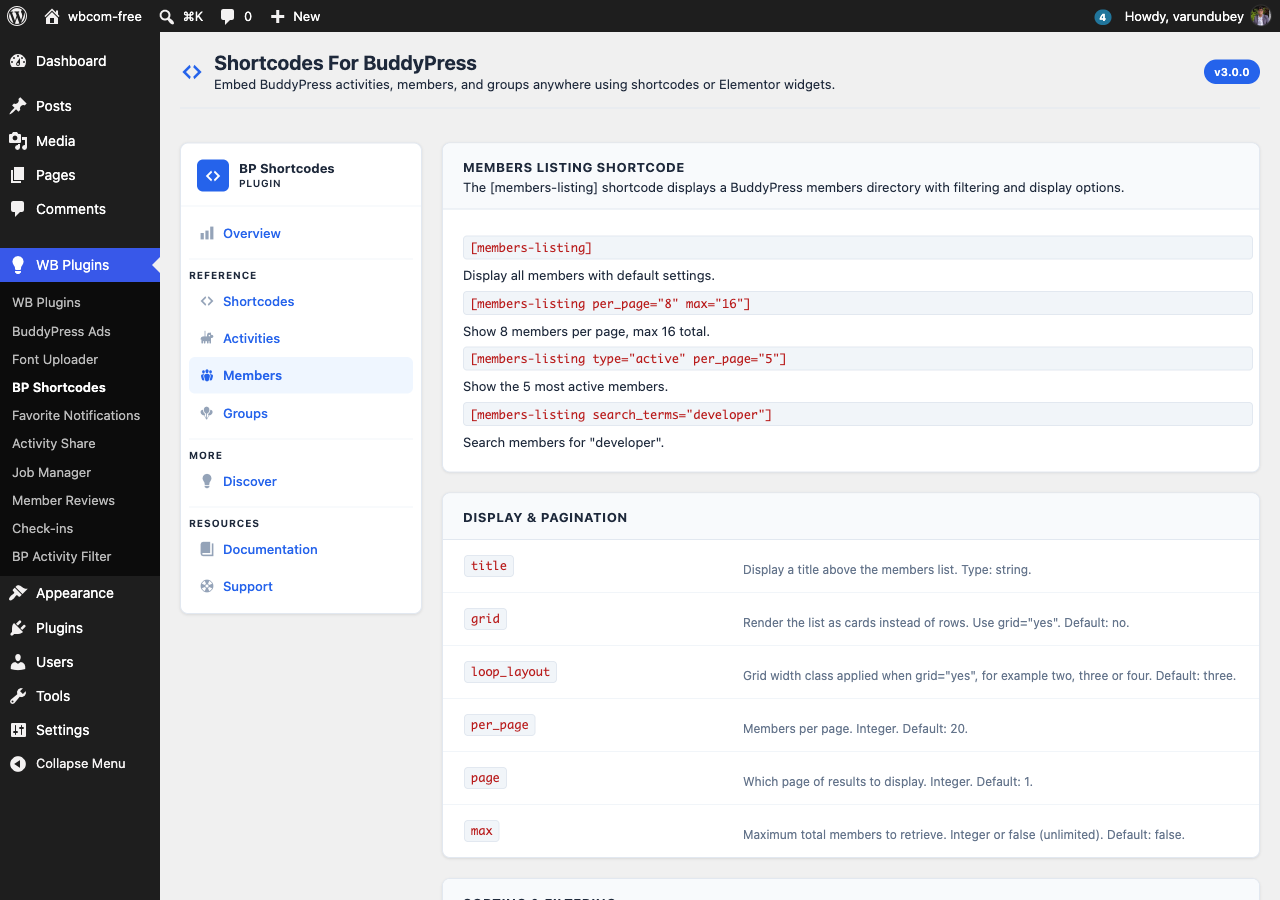 wbcom-free
⌘K
0
New
4
Howdy, varundubey
Dashboard
Posts
Media
Pages
Comments
WB Plugins
WB Plugins
BuddyPress Ads
Font Uploader
BP Shortcodes
Favorite Notifications
Activity Share
Job Manager
Member Reviews
Check-ins
BP Activity Filter
Appearance
Plugins
Users
Tools
Settings
Collapse Menu
Shortcodes For BuddyPress
Embed BuddyPress activities, members, and groups anywhere using shortcodes or Elementor widgets.
v3.0.0
BP Shortcodes
PLUGIN
Overview
REFERENCE
Shortcodes
Activities
Members
Groups
MORE
Discover
RESOURCES
Documentation
Support
MEMBERS LISTING SHORTCODE
The [members-listing] shortcode displays a BuddyPress members directory with filtering and display options.
[members-listing]
Display all members with default settings.
[members-listing per_page="8" max="16"]
Show 8 members per page, max 16 total.
[members-listing type="active" per_page="5"]
Show the 5 most active members.
[members-listing search_terms="developer"]
Search members for "developer".
DISPLAY & PAGINATION
title
Display a title above the members list. Type: string.
grid
Render the list as cards instead of rows. Use grid="yes". Default: no.
loop_layout
Grid width class applied when grid="yes", for example two, three or four. Default: three.
per_page
Members per page. Integer. Default: 20.
page
Which page of results to display. Integer. Default: 1.
max
Maximum total members to retrieve. Integer or false (unlimited). Default: false.
SORTING & FILTERING